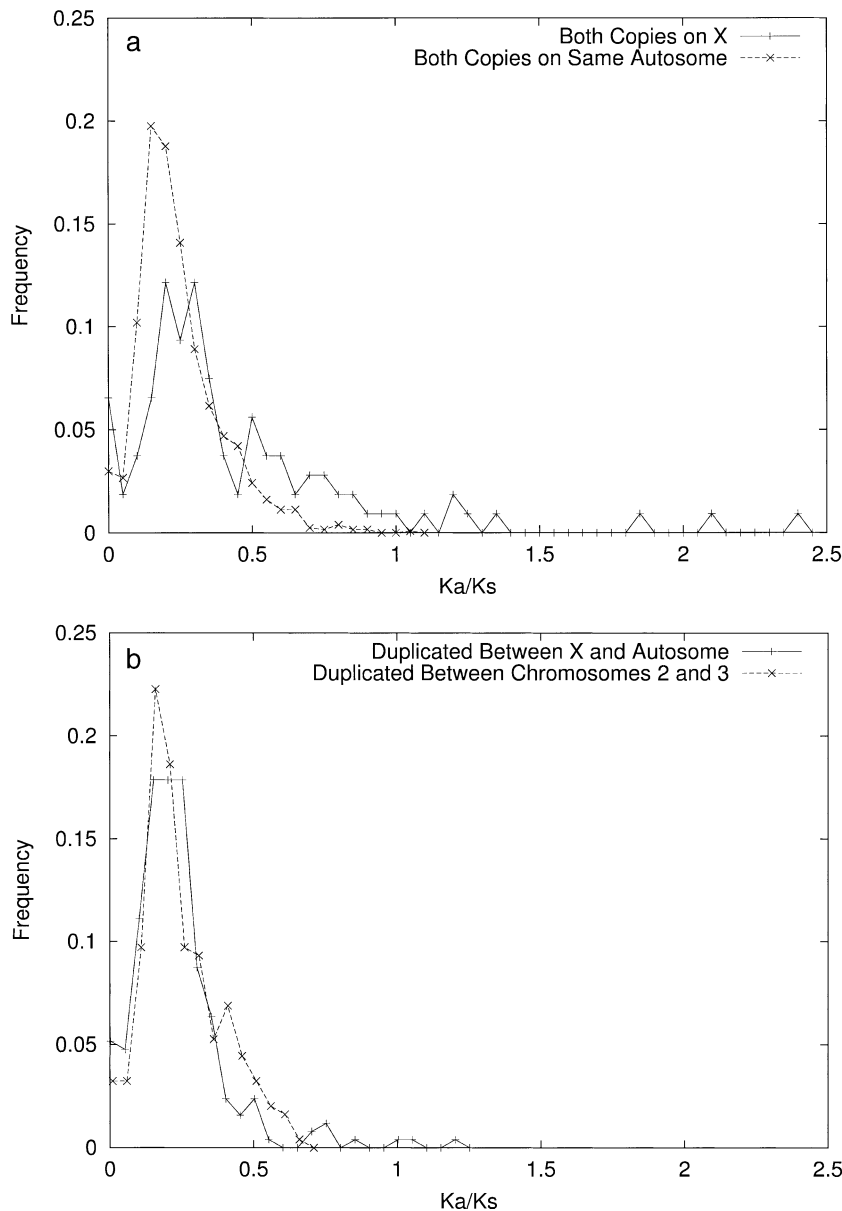 0.25
a
Both Copies on X
Both Copies on Same Autosome
0.2
0.15
Frequency
0.1
0.05
0
0
0.5
1
1.5
2
2.5
Ka/Ks
0.25
b
Duplicated Between X and Autosome
Duplicated Between Chromosomes 2 and 3
0.2
0.15
Frequency
0.1
0.05
0
0
0.5
1
1.5
2
2.5
Ka/Ks